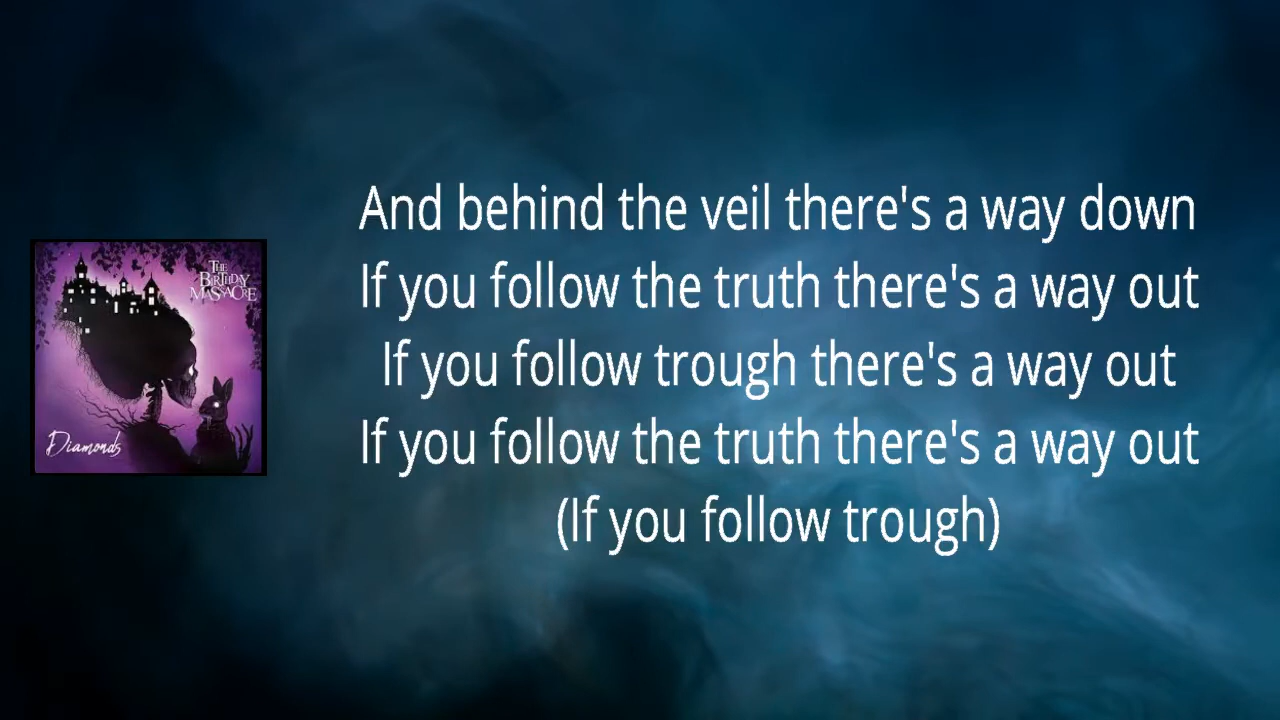 THE
BIRTHDAY
MASSACRE
Diamonds
And behind the veil there's a way down
If you follow the truth there's a way out
If you follow trough there's a way out
If you follow the truth there's a way out
(If you follow trough)